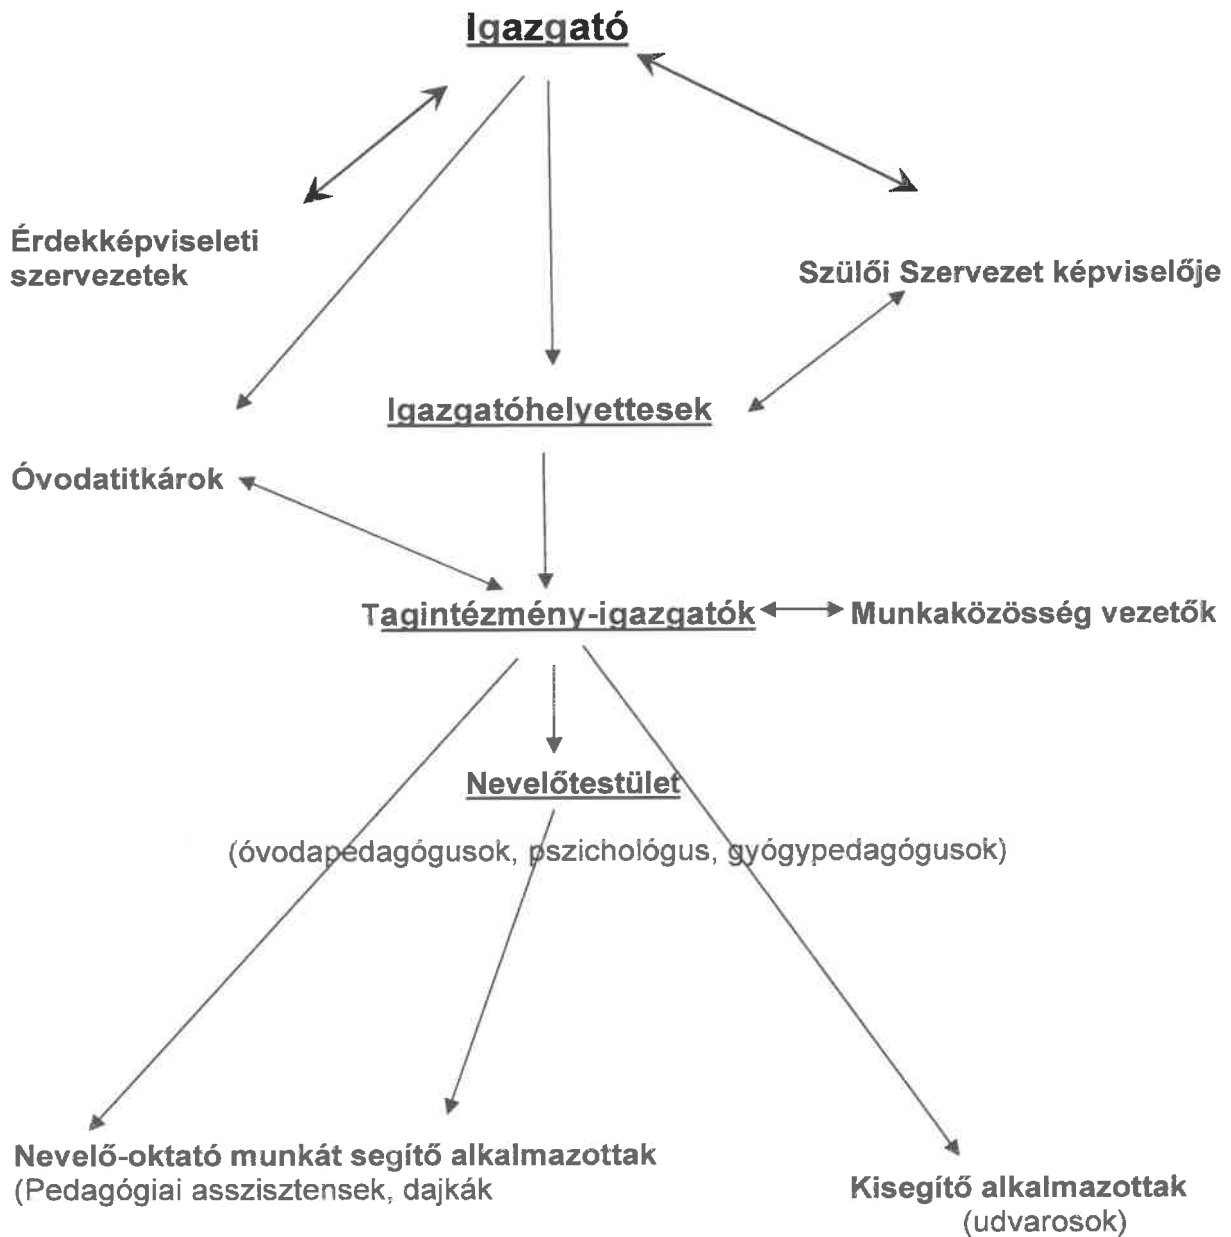 Igazgató
Érdekképviseleti
szervezetek
Szülői Szervezet képviselője
Igazgatóhelyettesek
Óvodatitkárok
Tagintézmény-igazgatók
Munkaközösség vezetők
Nevelőtestület
(óvodapedagógusok, pszichológus, gyógypedagógusok)
Nevelő-oktató munkát segítő alkalmazottak
(Pedagógiai asszisztensek, dajkák
Kisegítő alkalmazottak
(udvarosok)